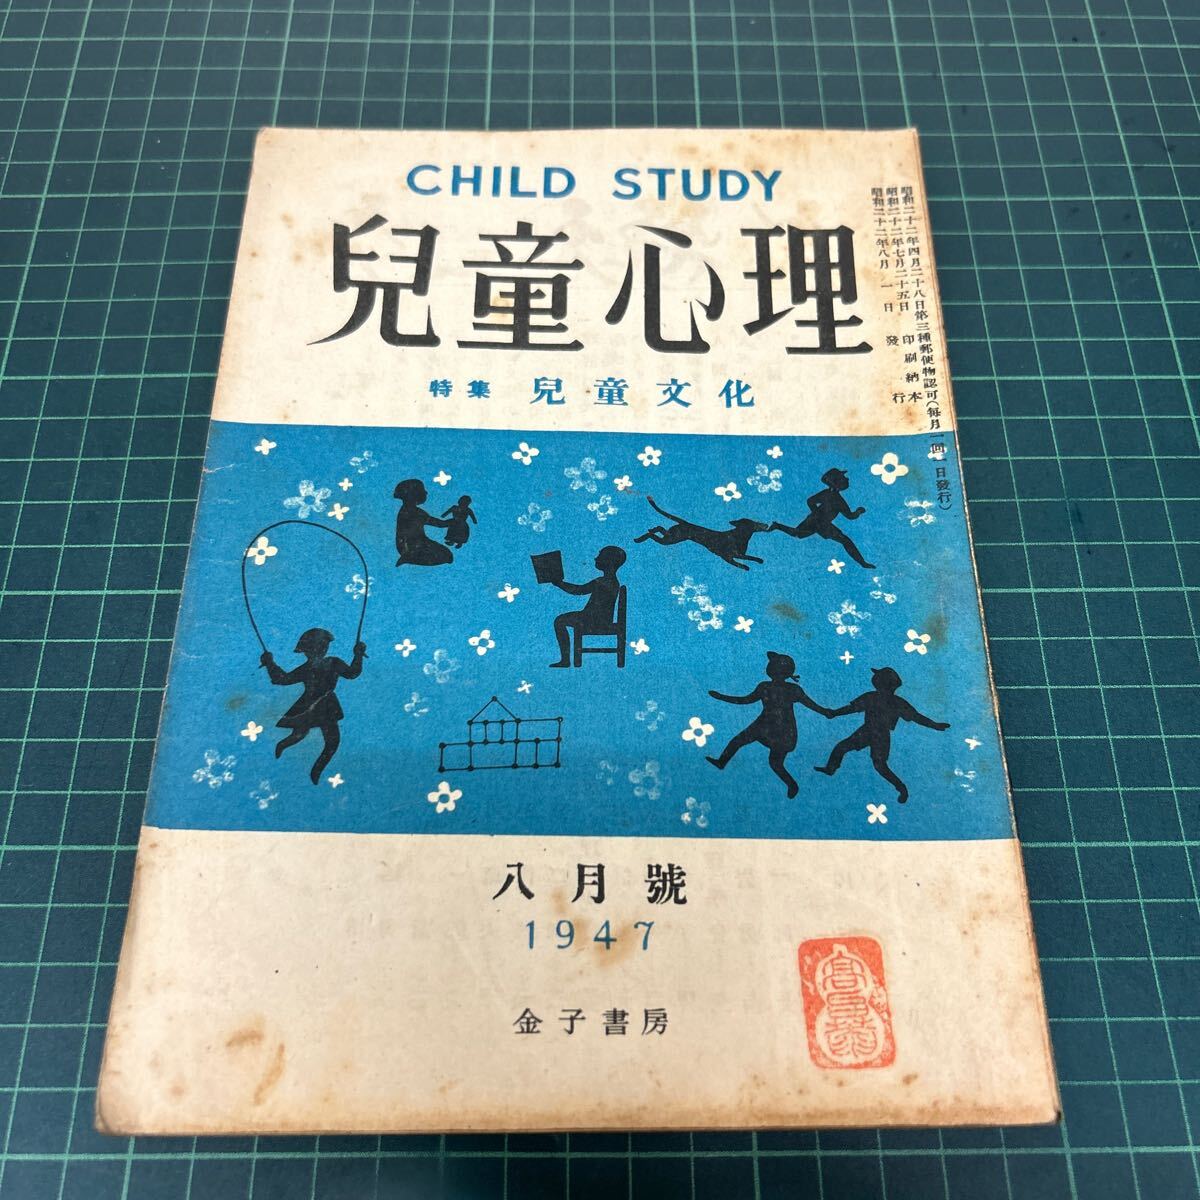 CHILD STUDY
兒童心理
特集 兒童文化
昭和二十二年四月二十八日第三種郵便物認可(每月一回一日發行)
昭和二十二年七月二十五日 印刷納本
昭和二十二年八月 一日 發行
八月號
1947
金子書房